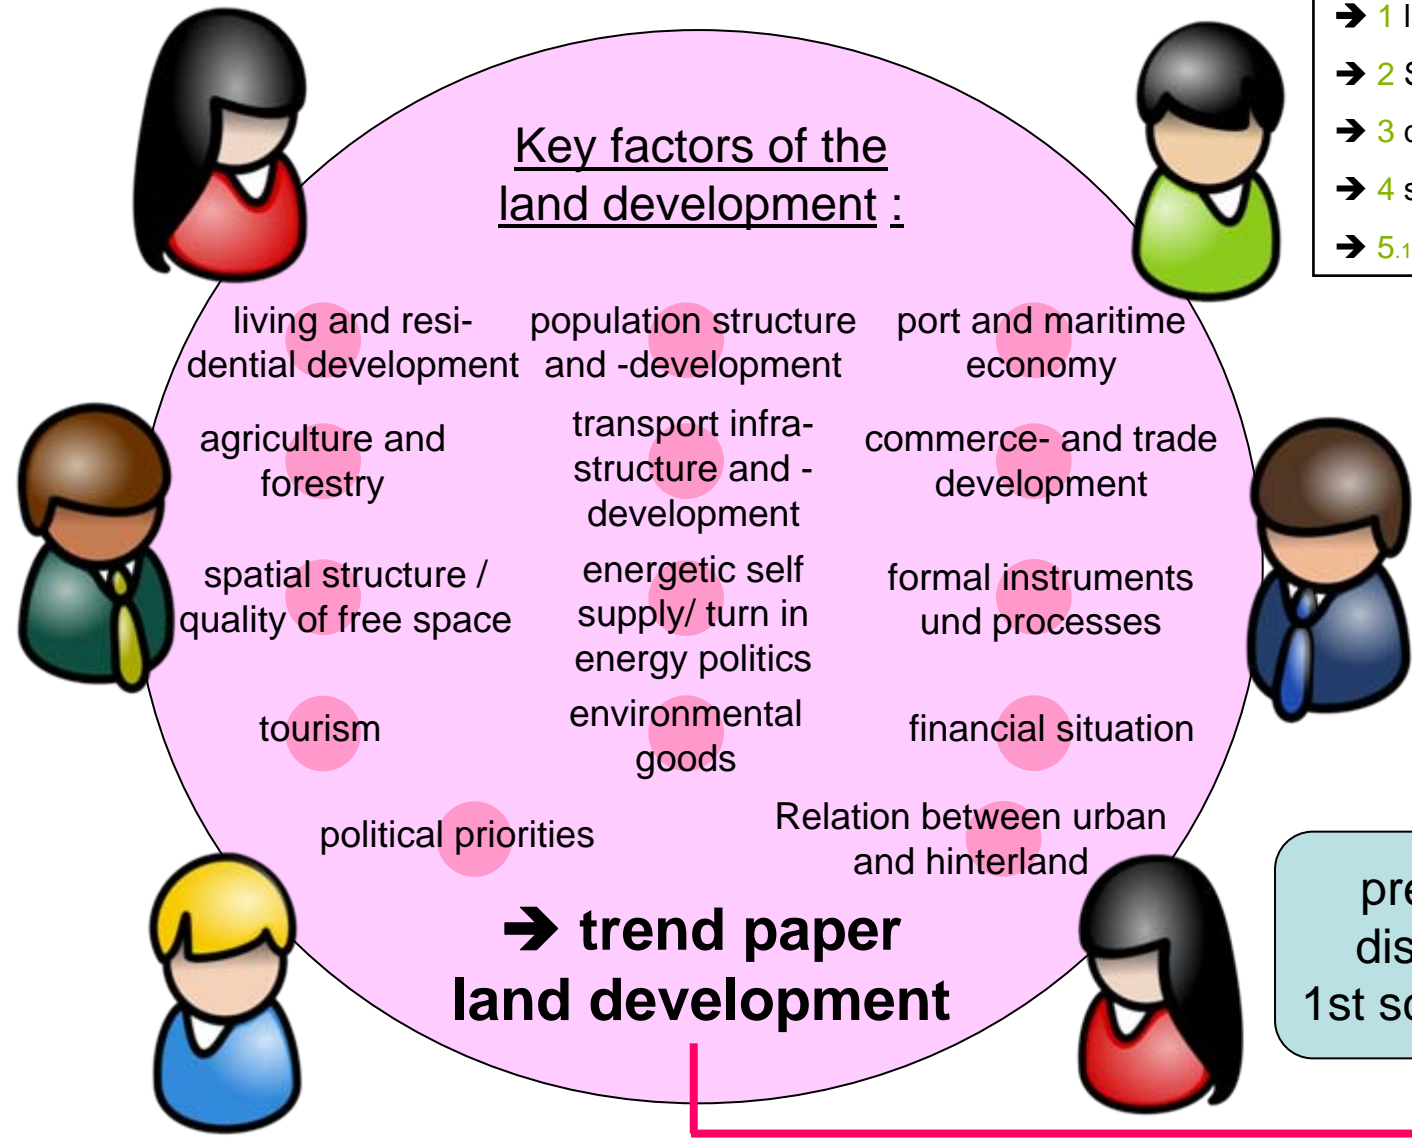 Key factors of the
land development :
living and resi-
dential development
population structure
and -development
port and maritime
economy
agriculture and
forestry
transport infra-
structure and -
development
commerce- and trade
development
spatial structure /
quality of free space
energetic self
supply/ turn in
energy politics
formal instruments
und processes
tourism
environmental
goods
financial situation
political priorities
Relation between urban
and hinterland
➔ trend paper
land development
➔ 1
➔ 2
➔ 3
➔ 4
➔ 5.1
1st